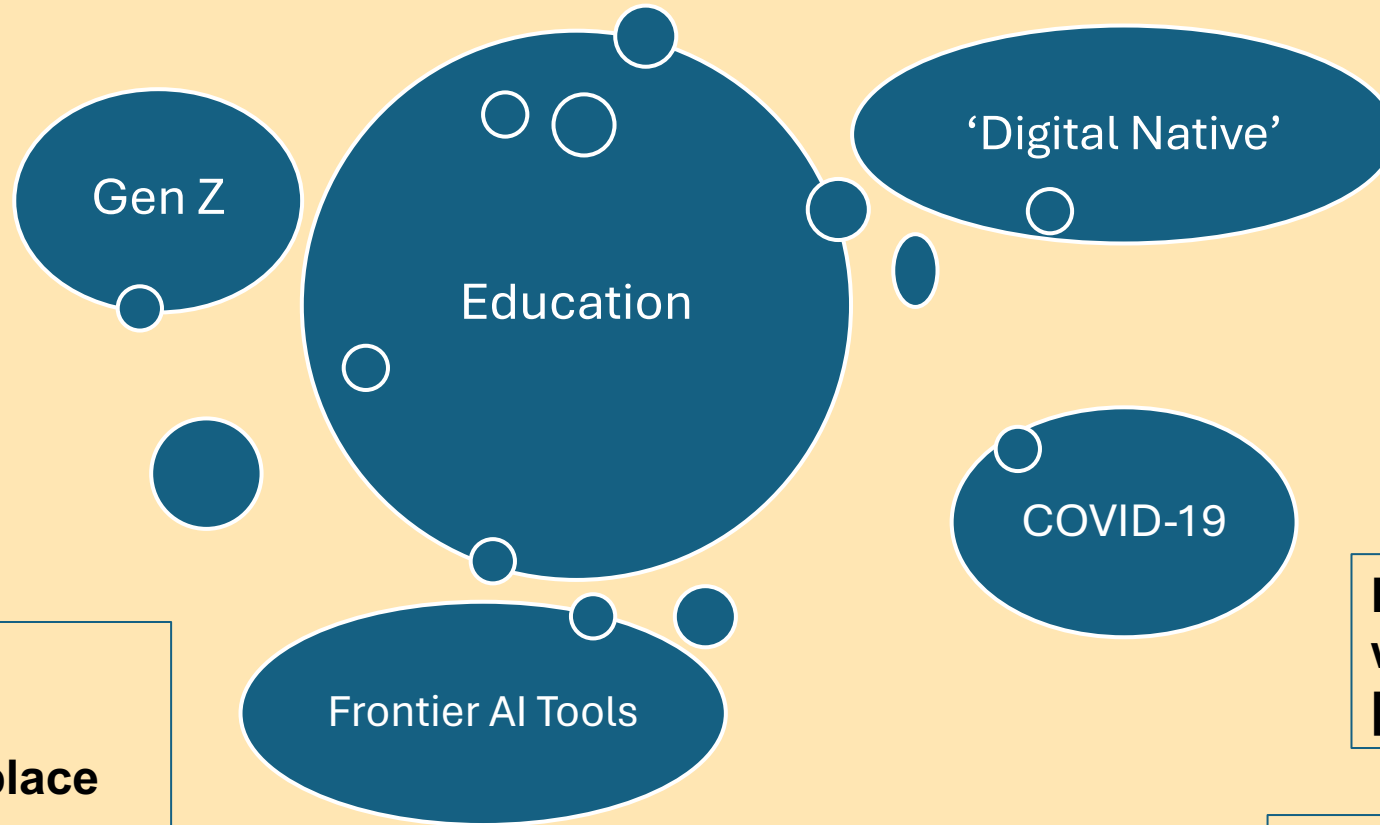 ‘Digital Native’
Gen Z
Education
COVID-19
Frontier AI Tools